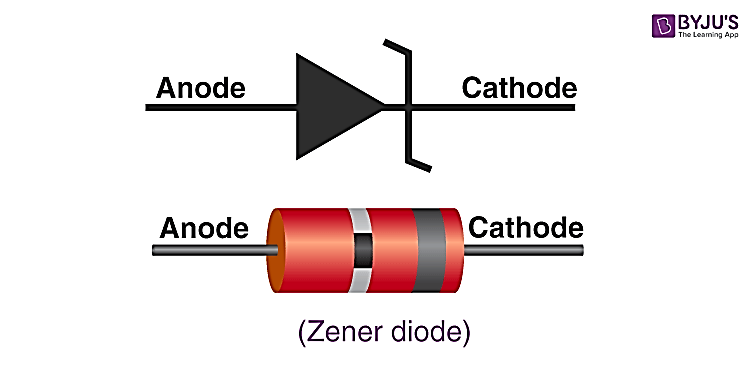 BYJU'S
The Learning App
Anode
Cathode
Anode
Cathode
(Zener diode)